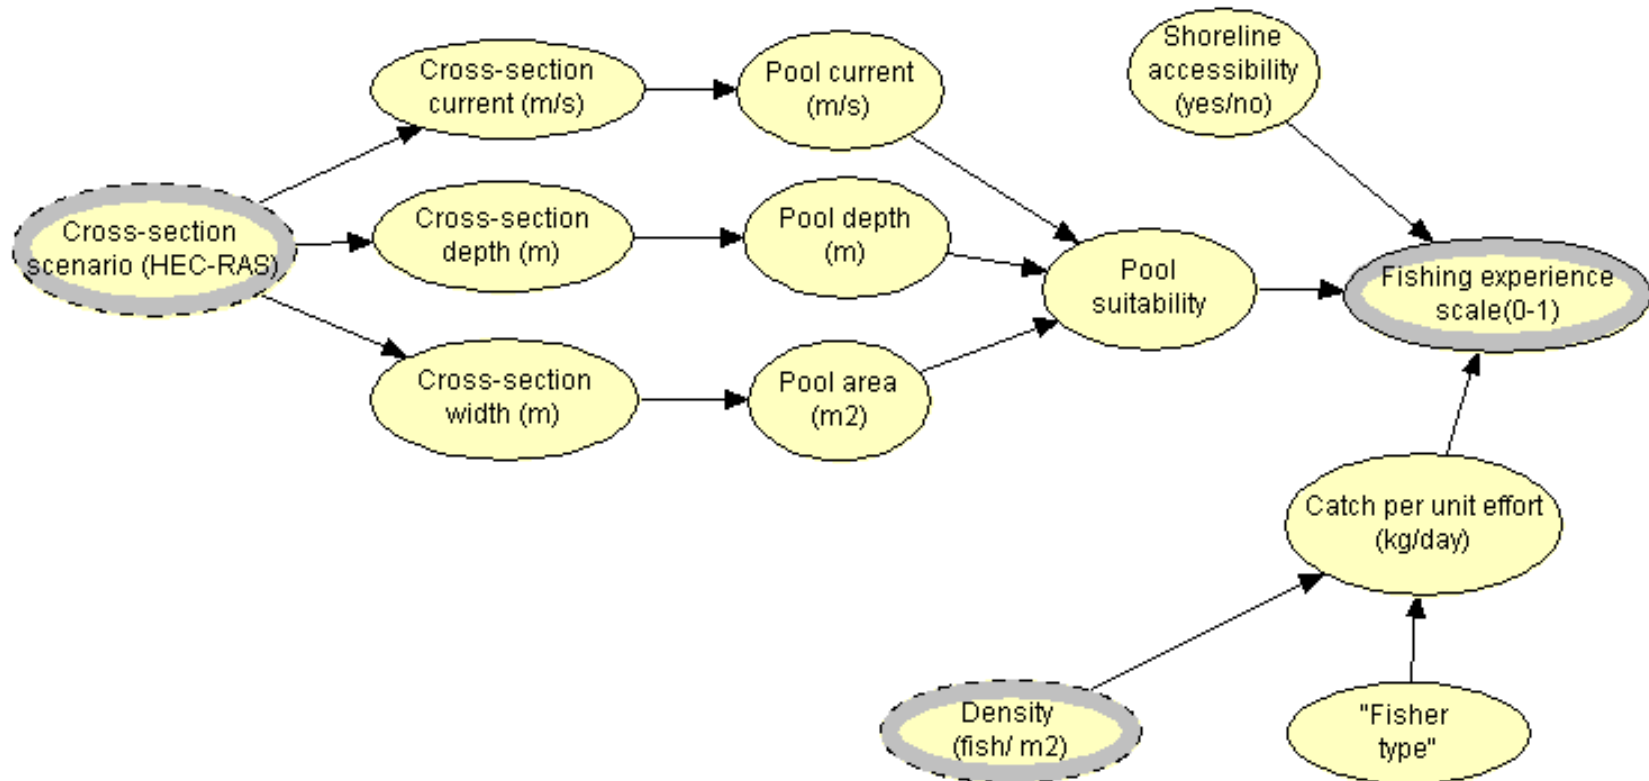 Cross-section
current (m/s)
Pool current
(m/s)
Shoreline
accessibility
(yes/no)
Cross-section
scenario (HEC-RAS)
Cross-section
depth (m)
Pool depth
(m)
Pool
suitability
Fishing experience
scale(0-1)
Cross-section
width (m)
Pool area
(m2)
Catch per unit effort
(kg/day)
Density
(fish/ m2)
"Fisher
type"